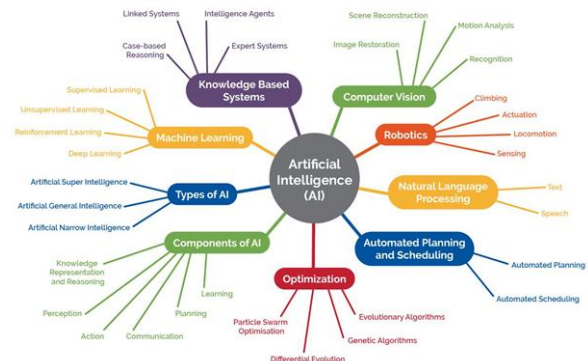 Artificial
Intelligence
(AI)
Knowledge Based
Systems
Linked Systems
Intelligence Agents
Case-based
Reasoning
Expert Systems
Computer Vision
Scene Reconstruction
Motion Analysis
Image Restoration
Recognition
Robotics
Climbing
Actuation
Locomotion
Sensing
Natural Language
Processing
Text
Speech
Automated Planning
and Scheduling
Automated Planning
Automated Scheduling
Optimization
Evolutionary Algorithms
Genetic Algorithms
Differential Evolution
Particle Swarm
Optimisation
Components of AI
Learning
Planning
Communication
Action
Perception
Knowledge
Representation
and Reasoning
Types of AI
Artificial Super Intelligence
Artificial General Intelligence
Artificial Narrow Intelligence
Machine Learning
Supervised Learning
Unsupervised Learning
Reinforcement Learning
Deep Learning